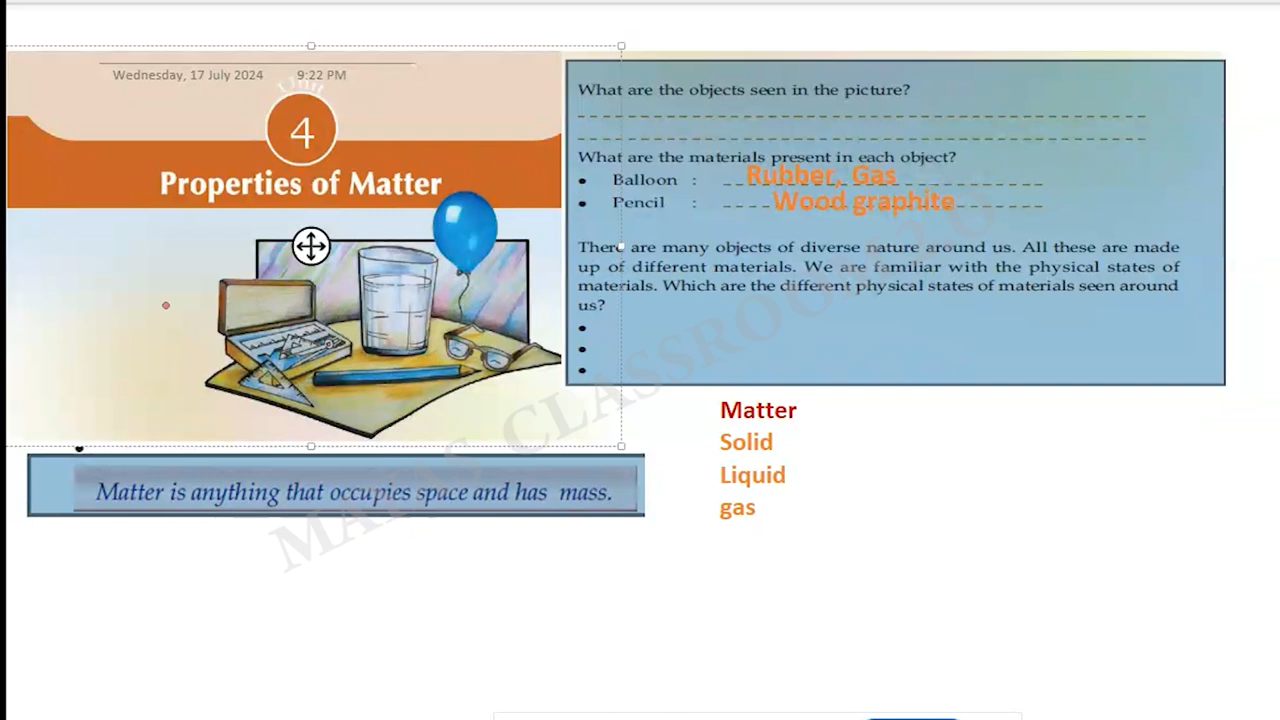 Wednesday, 17 July 2024 9:22 PM
Unit
4
Properties of Matter
What are the objects seen in the picture?
What are the materials present in each object?
• Balloon : Rubber, Gas
• Pencil : Wood graphite
There are many objects of diverse nature around us. All these are made
up of different materials. We are familiar with the physical states of
materials. Which are the different physical states of materials seen around
us?
•
•
•
Matter
Solid
Liquid
gas
Matter is anything that occupies space and has mass.